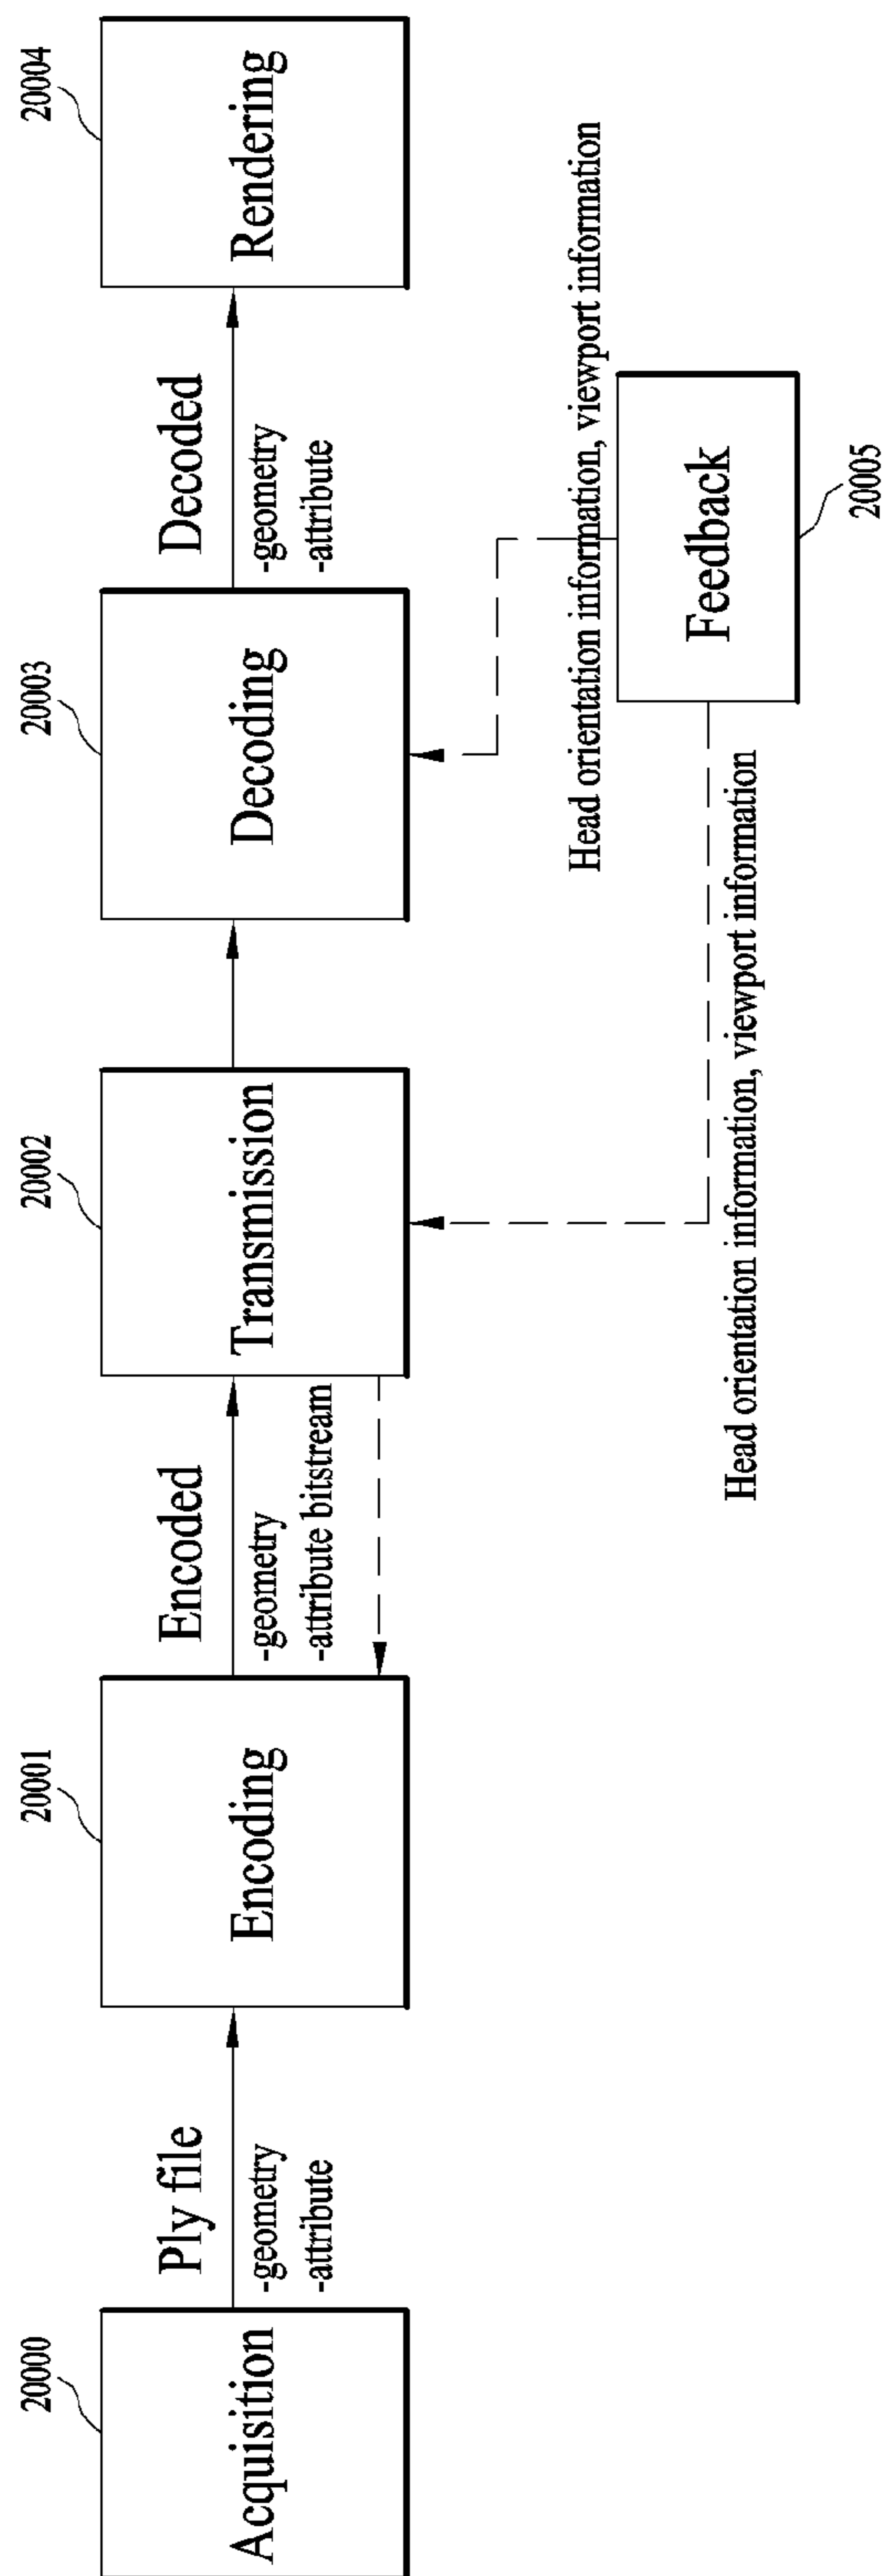 20000
Acquisition
Ply file
-geometry
-attribute
20001
Encoding
Encoded
-geometry
-attribute bitstream
20002
Transmission
20003
Decoding
Decoded
-geometry
-attribute
20004
Rendering
Head orientation information, viewport information
Feedback
20005
Head orientation information, viewport information